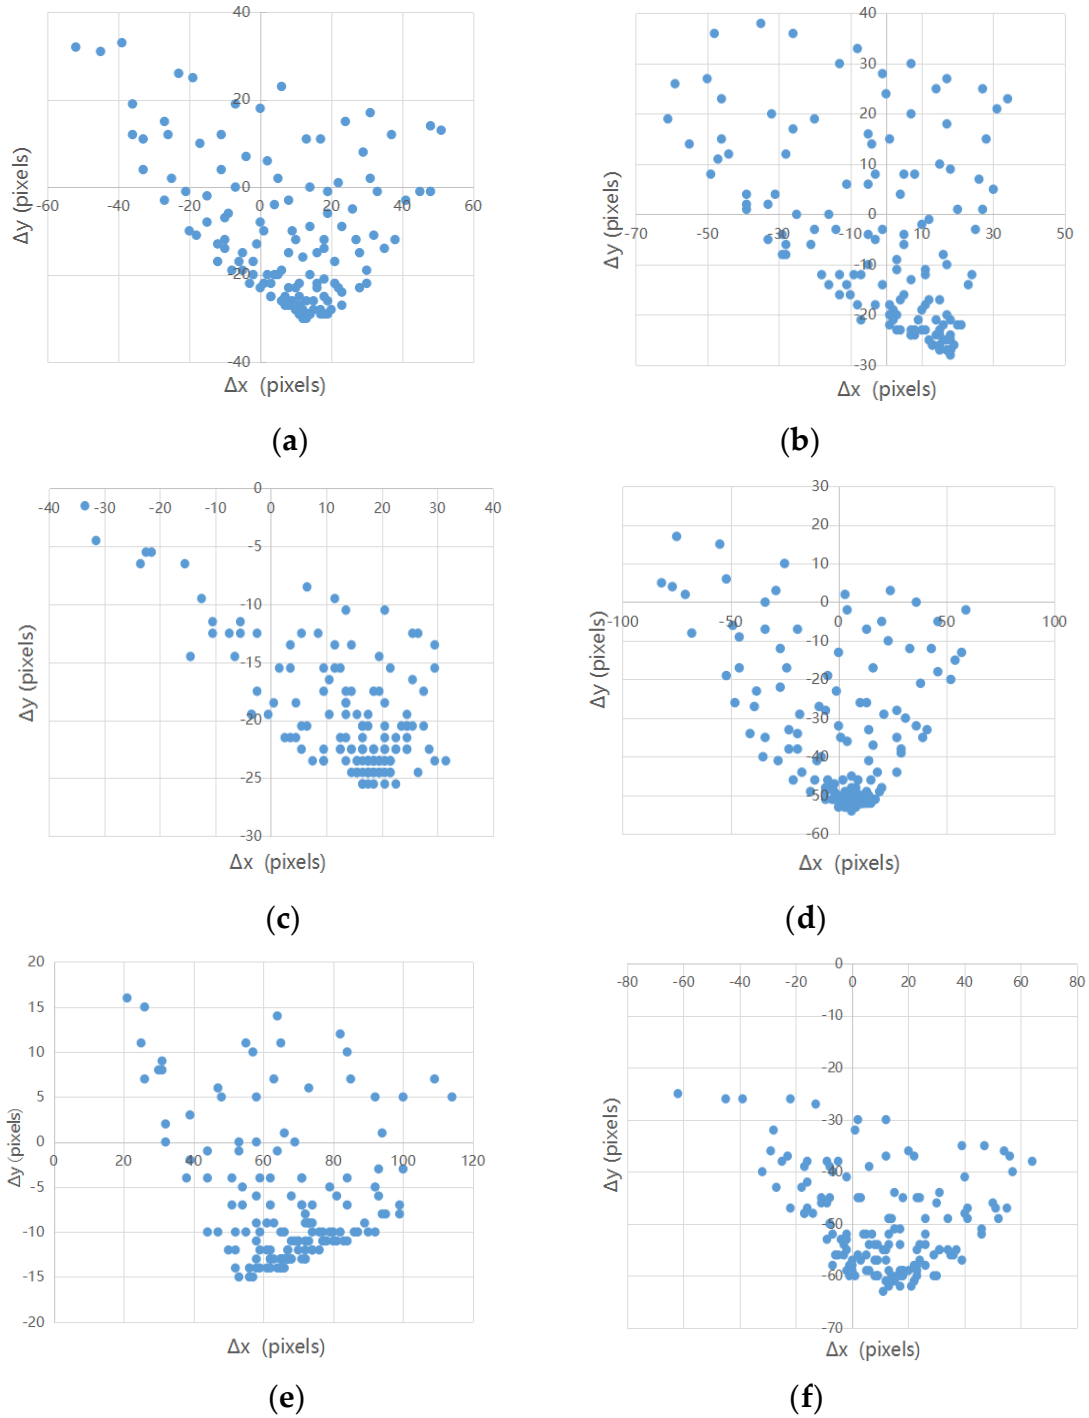 40
20
0
-60 -40 -20 0 20 40 60
-20
-40
Δy (pixels)
Δx (pixels)
(a)
40
30
20
10
0
-70 -50 -30 -10 10 30 50
-10
-20
-30
Δy (pixels)
Δx (pixels)
(b)
0
-40 -30 -20 -10 0 10 20 30 40
-5
-10
-15
-20
-25
-30
Δy (pixels)
Δx (pixels)
(c)
30
20
10
0
-100 -50 0 50 100
-10
-20
-30
-40
-50
-60
Δy (pixels)
Δx (pixels)
(d)
20
15
10
5
0
0 20 40 60 80 100 120
-5
-10
-15
-20
Δy (pixels)
Δx (pixels)
(e)
0
-80 -60 -40 -20 0 20 40 60 80
-10
-20
-30
-40
-50
-60
-70
Δy (pixels)
Δx (pixels)
(f)